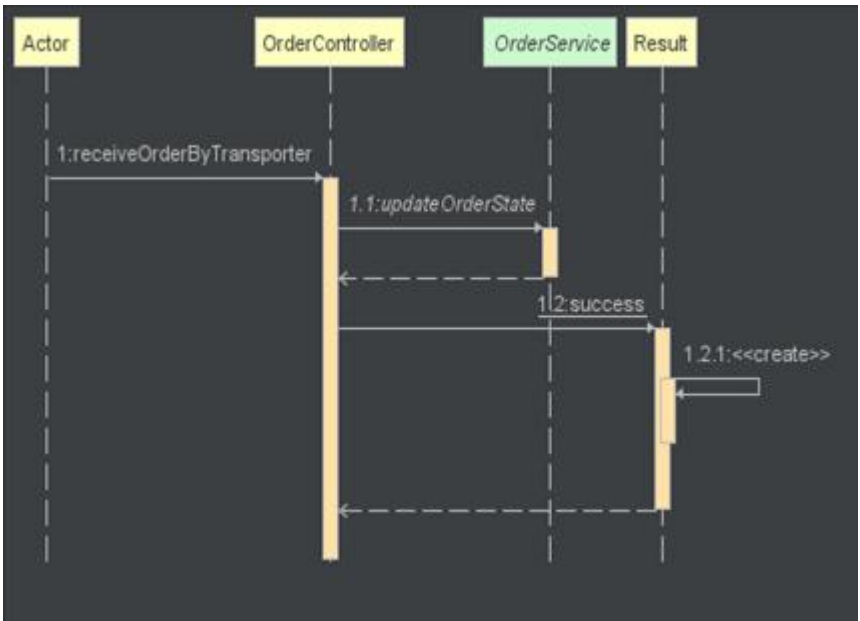 Actor
OrderController
OrderService
Result
1:receiveOrderByTransporter
1.1:updateOrderState
1.2:success
1.2.1:<<create>>